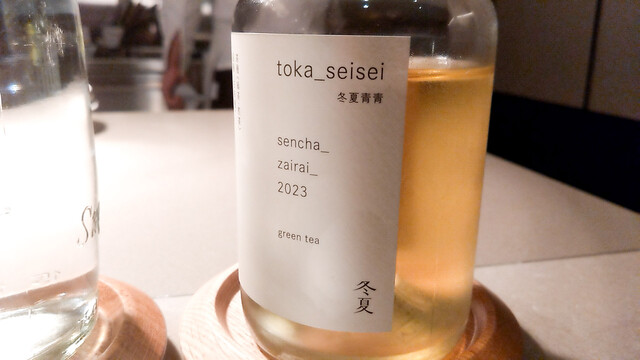 toka_seisei
冬夏青青
sencha_
zairai_
2023
green tea
冬夏